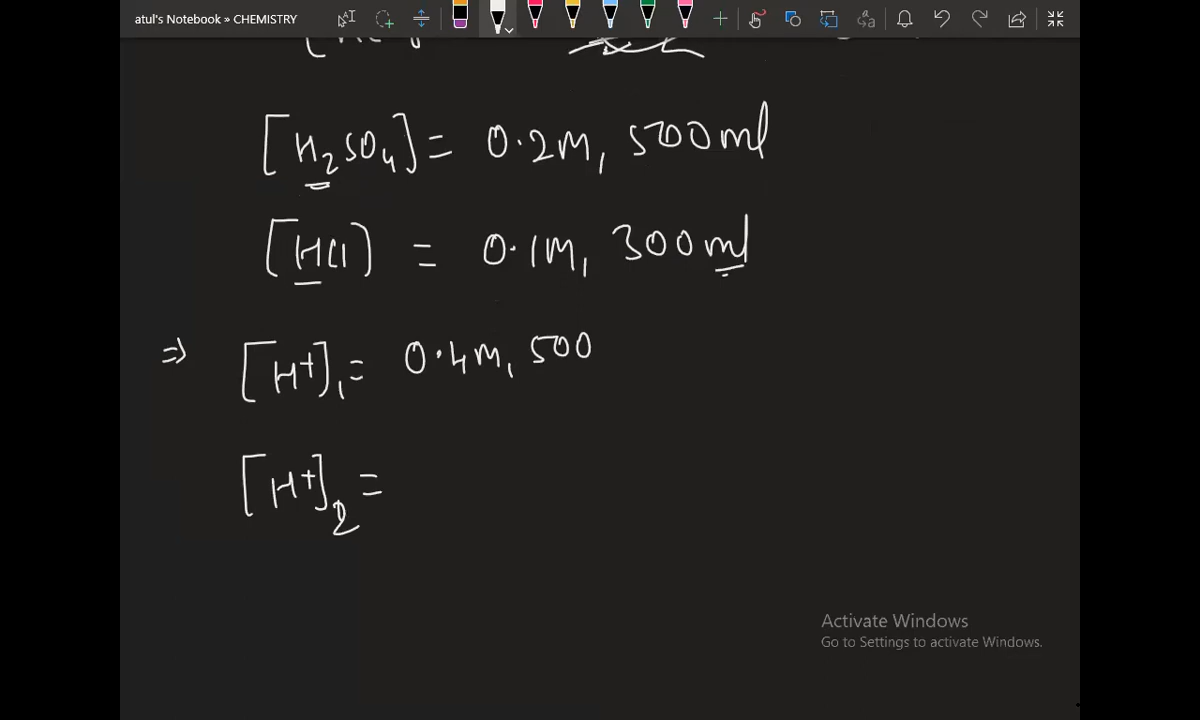 atul's Notebook » CHEMISTRY
[H₂SO₄] = 0.2M, 500ml
[HCl) = 0.1M, 300ml
⇒ [H+]₁ = 0.4M, 500
[H+]₂ =
Activate Windows
Go to Settings to activate Windows.